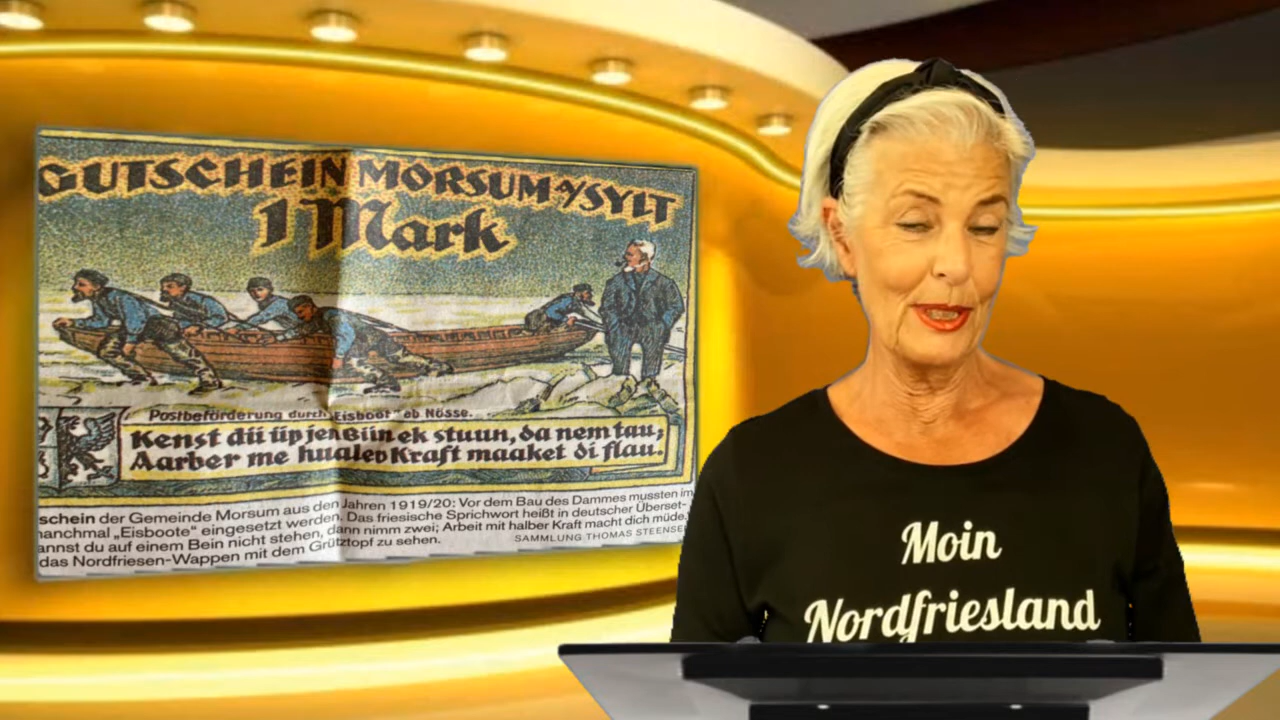 GUTSCHEIN MORSUM a/SYLT
1 Mark
Postbeförderung durch „Eisboot" ab Nösse.
Kenst dü üp jen Biin ek stuun, da nem tau;
Aarber me hualev Kraft maaket di flau.
schein der Gemeinde Morsum aus den Jahren 1919/20: Vor dem Bau des Dammes mussten im
manchmal „Eisboote" eingesetzt werden. Das friesische Sprichwort heißt in deutscher Überset-
annst du auf einem Bein nicht stehen, dann nimm zwei; Arbeit mit halber Kraft macht dich müde.
das Nordfriesen-Wappen mit dem Grütztopf zu sehen.
SAMMLUNG THOMAS STEENSE
Moin
Nordfriesland